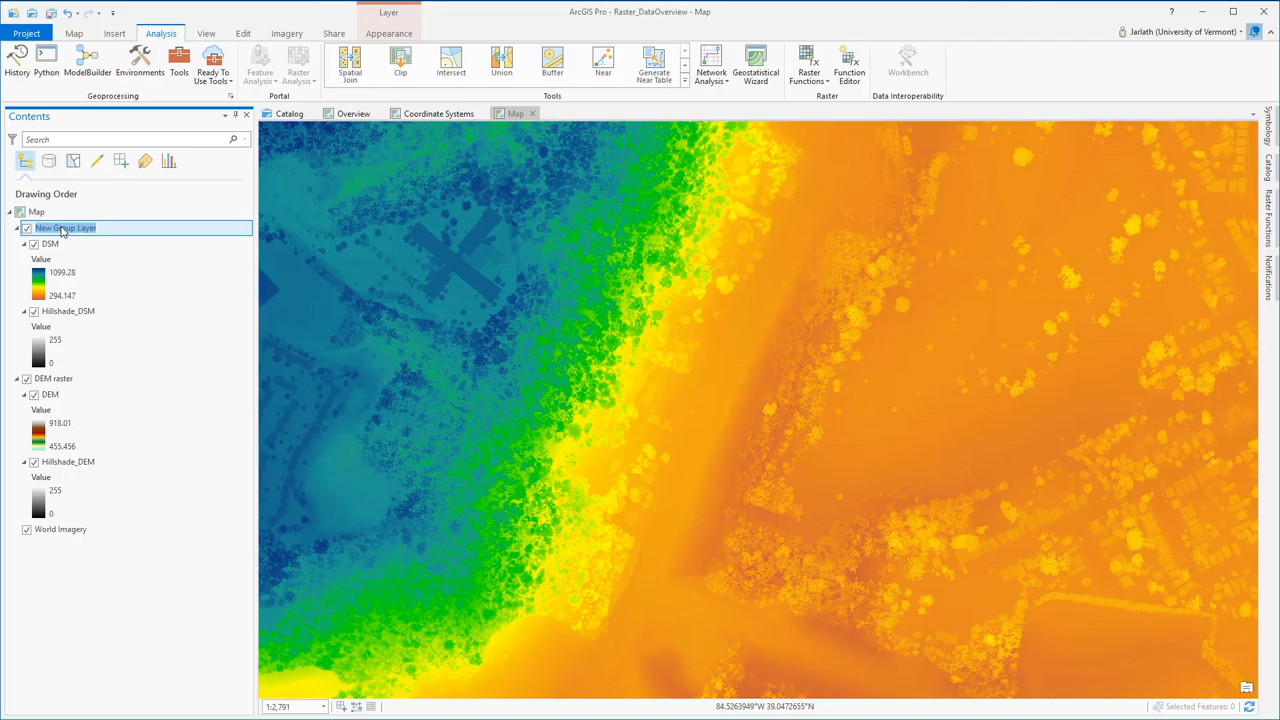 Layer
ArcGIS Pro - Raster_DataOverview - Map
?
Project
Map
Insert
Analysis
View
Edit
Imagery
Share
Appearance
Jarlath (University of Vermont)
History
Python
ModelBuilder
Environments
Tools
Ready To
Use Tools
Feature
Analysis
Raster
Analysis
Spatial
Join
Clip
Intersect
Union
Buffer
Near
Generate
Near Table
Network
Analysis
Geostatistical
Wizard
Raster
Functions
Function
Editor
Workbench
Geoprocessing
Portal
Tools
Raster
Data Interoperability
Contents
Catalog
Overview
Coordinate Systems
Map
Search
Drawing Order
Map
New Group Layer
DSM
Value
1099.28
294.147
Hillshade_DSM
Value
255
0
DEM raster
DEM
Value
918.01
455.456
Hillshade_DEM
Value
255
0
World Imagery
Symbology
Catalog
Raster Functions
Notifications
1:2,791
84.5263949°W 39.0472655°N
Selected Features: 0